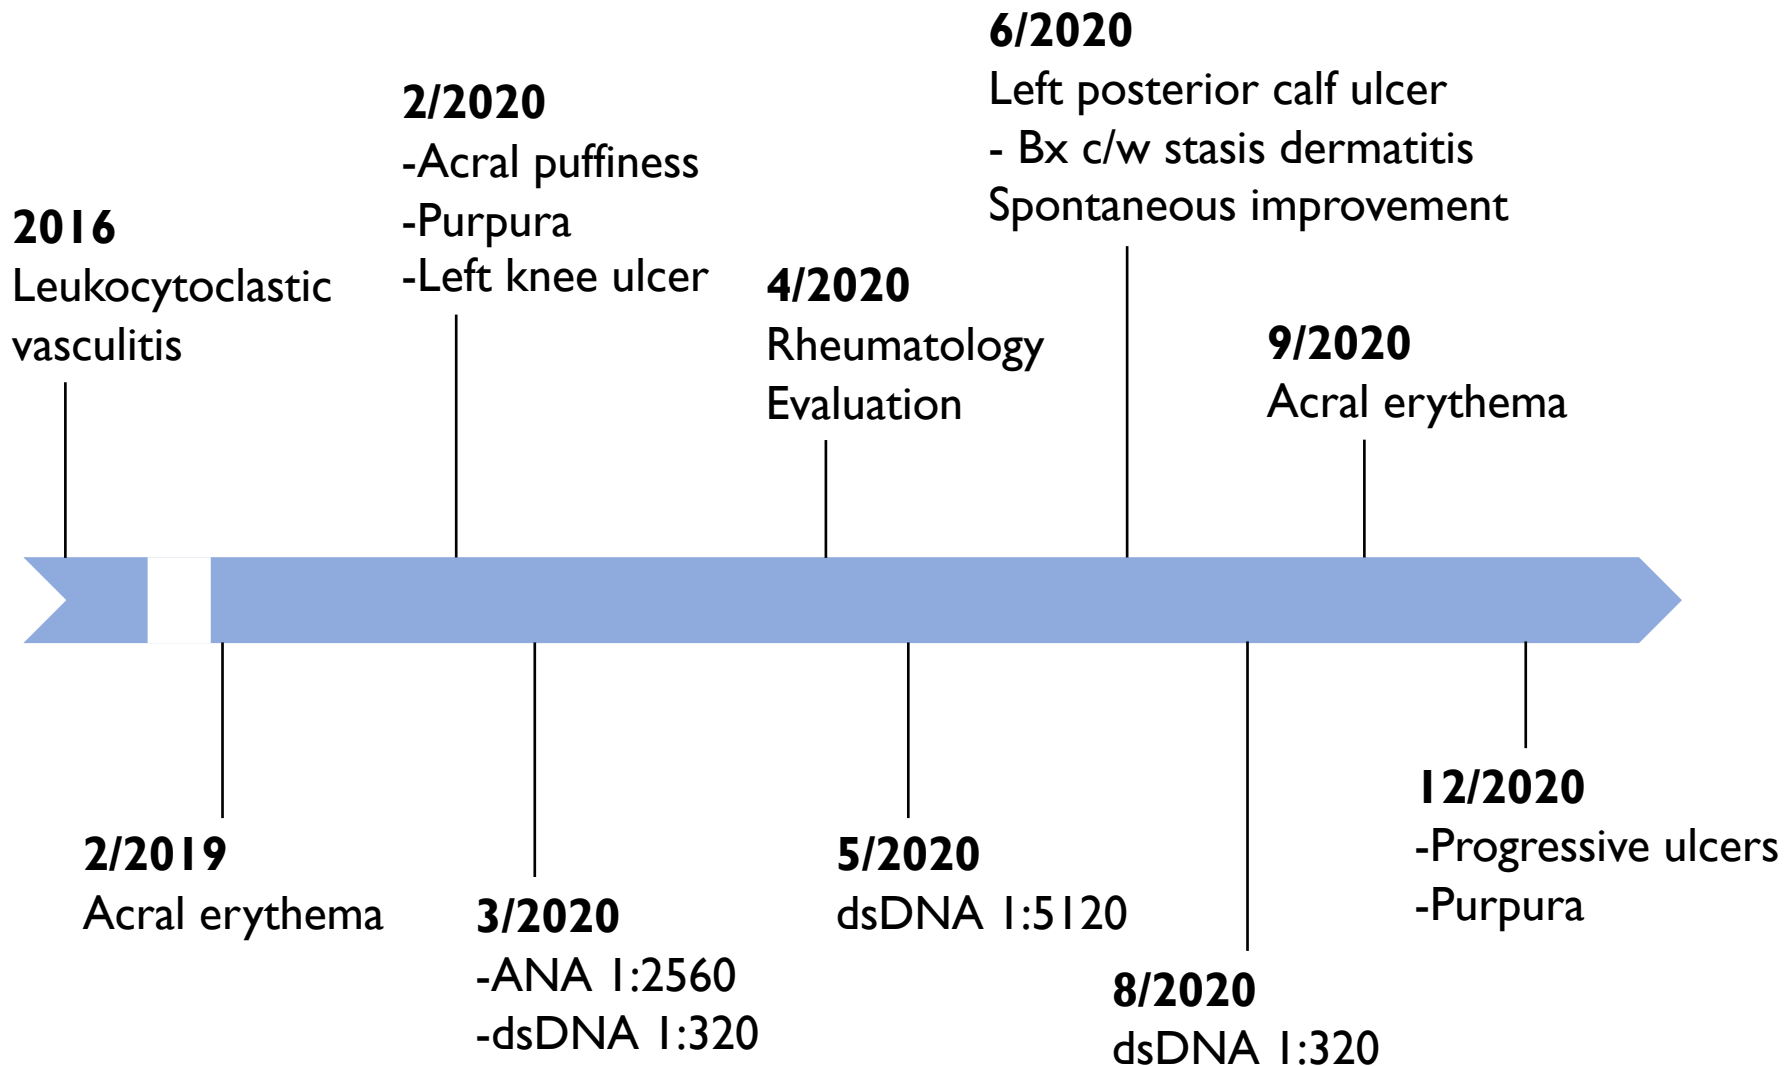 6/2020
Left posterior calf ulcer
- Bx c/w stasis dermatitis
Spontaneous improvement
2/2020
-Acral puffiness
-Purpura
-Left knee ulcer
2016
Leukocytoclastic
vasculitis
4/2020
Rheumatology
Evaluation
9/2020
Acral erythema
2/2019
Acral erythema
3/2020
-ANA 1:2560
-dsDNA 1:320
5/2020
dsDNA 1:5120
8/2020
dsDNA 1:320
12/2020
-Progressive ulcers
-Purpura